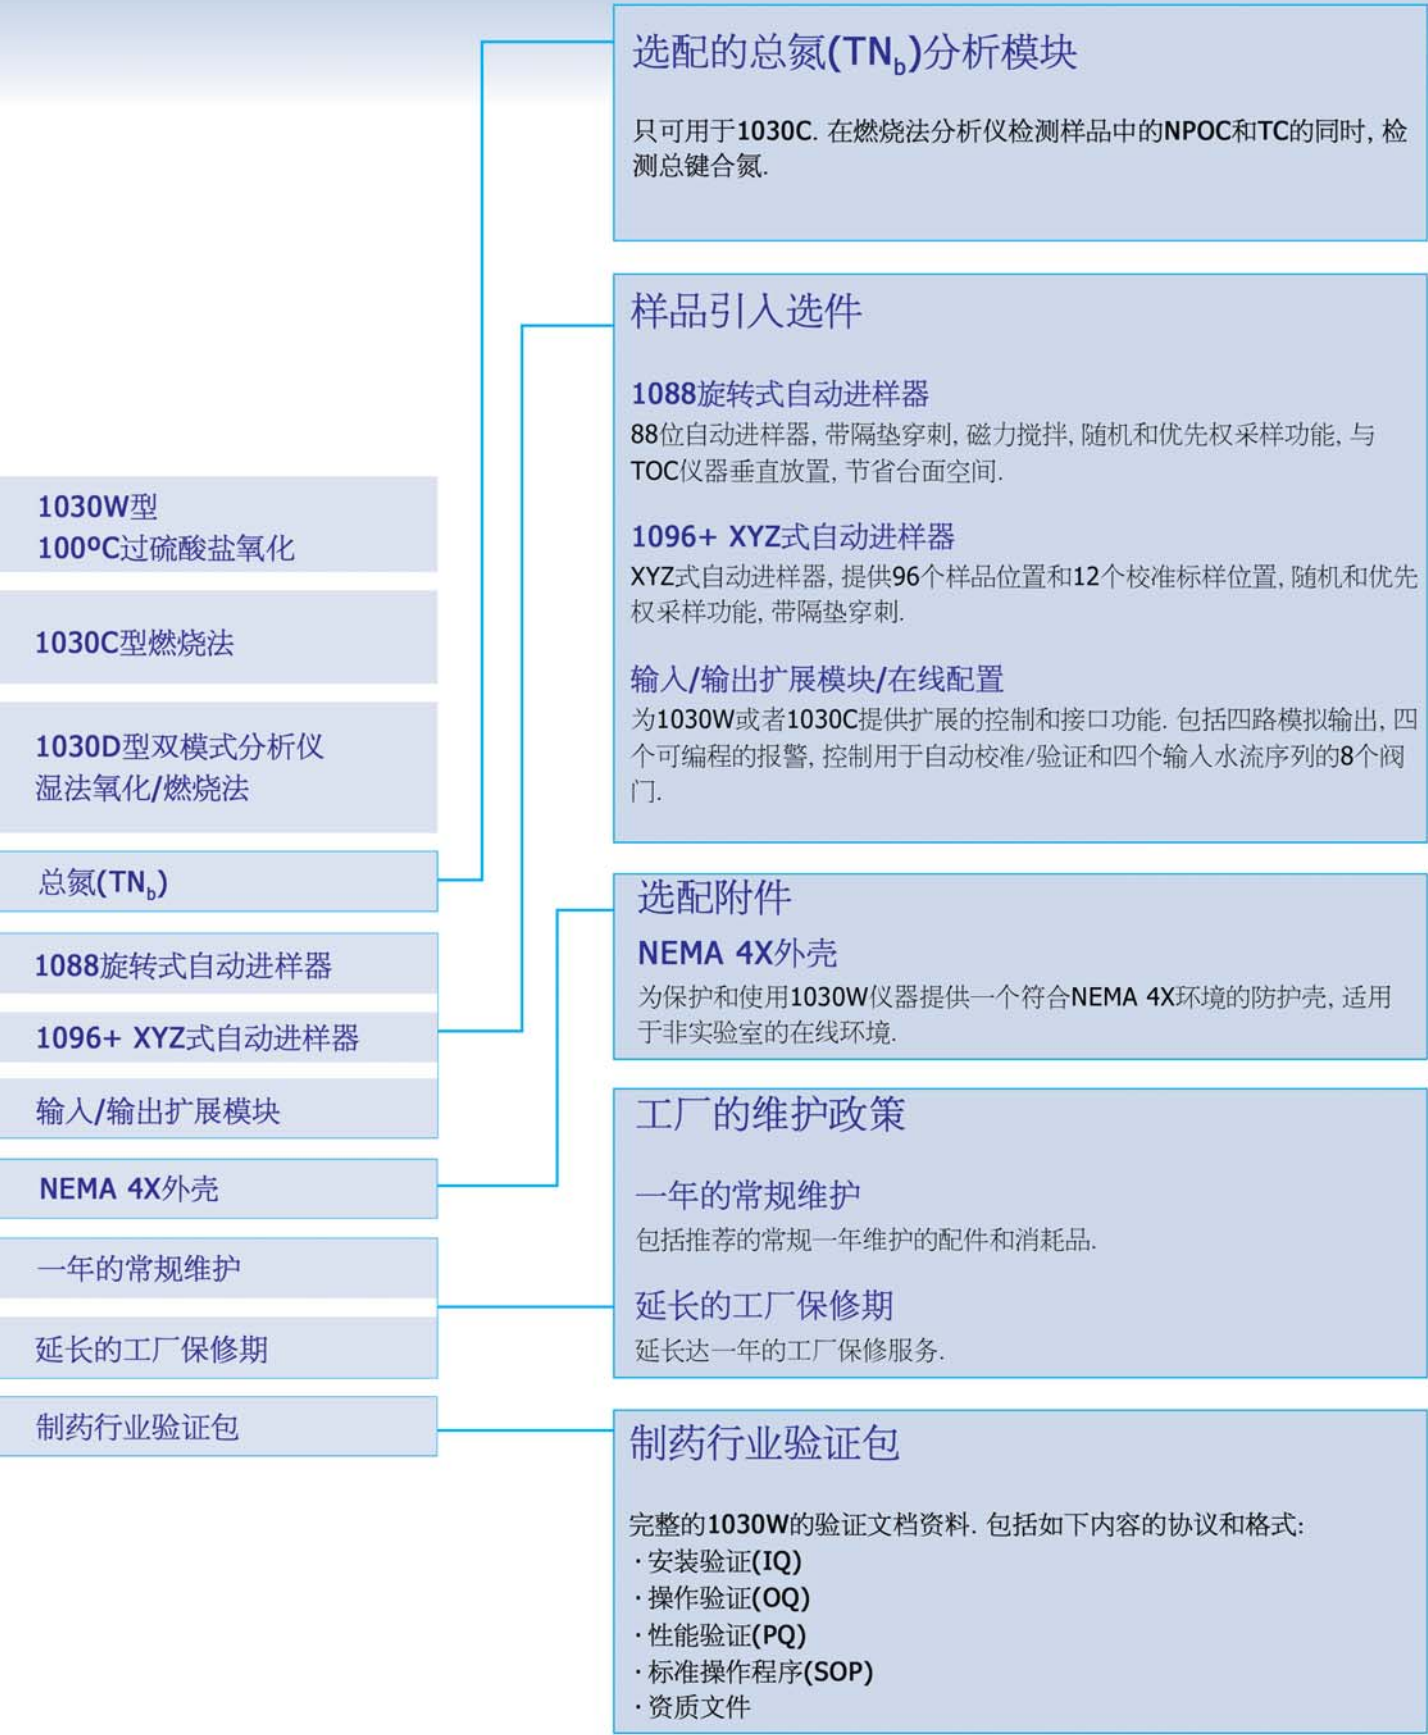 1030W型
100ºC过硫酸盐氧化
1030C型燃烧法
1030D型双模式分析仪
湿法氧化/燃烧法
总氮(TNb)
1088旋转式自动进样器
1096+ XYZ式自动进样器
输入/输出扩展模块
NEMA 4X外壳
一年的常规维护
延长的工厂保修期
制药行业验证包
选配的总氮(TNb)分析模块
只可用于1030C. 在燃烧法分析仪检测样品中的NPOC和TC的同时, 检
测总键合氮.
样品引入选件
1088旋转式自动进样器
88位自动进样器, 带隔垫穿刺, 磁力搅拌, 随机和优先权采样功能, 与
TOC仪器垂直放置, 节省台面空间.
1096+ XYZ式自动进样器
XYZ式自动进样器, 提供96个样品位置和12个校准标样位置, 随机和优先
权采样功能, 带隔垫穿刺.
输入/输出扩展模块/在线配置
为1030W或者1030C提供扩展的控制和接口功能. 包括四路模拟输出, 四
个可编程的报警, 控制用于自动校准/验证和四个输入水流序列的8个阀
门.
选配附件
NEMA 4X外壳
为保护和使用1030W仪器提供一个符合NEMA 4X环境的防护壳, 适用
于非实验室的在线环境.
工厂的维护政策
一年的常规维护
包括推荐的常规一年维护的配件和消耗品.
延长的工厂保修期
延长达一年的工厂保修服务.
制药行业验证包
完整的1030W的验证文档资料. 包括如下内容的协议和格式:
·安装验证(IQ)
·操作验证(OQ)
·性能验证(PQ)
·标准操作程序(SOP)
·资质文件